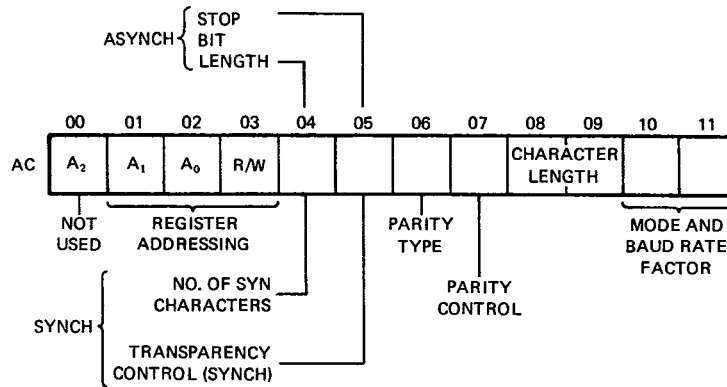 ASYNCH
STOP
BIT
LENGTH
00 01 02 03 04 05 06 07 08 09 10 11
AC A₂ A₁ A₀ R/W CHARACTER
LENGTH
NOT
USED
REGISTER
ADDRESSING
PARITY
TYPE
MODE AND
BAUD RATE
FACTOR
PARITY
CONTROL
SYNCH
NO. OF SYN
CHARACTERS
TRANSPARENCY
CONTROL (SYNCH)